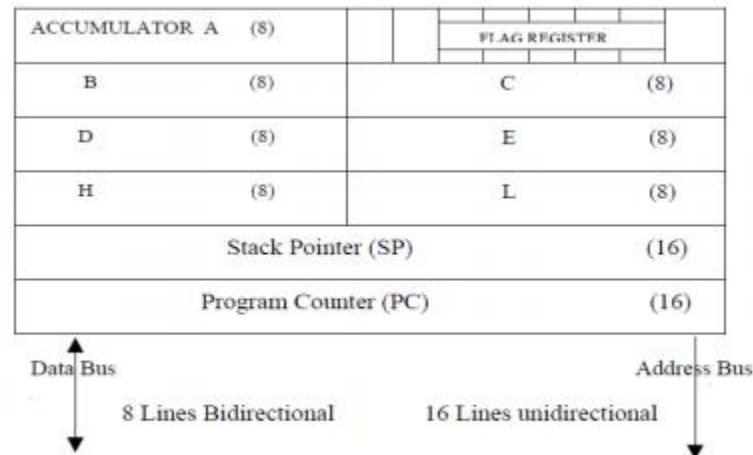 ACCUMULATOR A (8) FLAG REGISTER
B (8) C (8)
D (8) E (8)
H (8) L (8)
Stack Pointer (SP) (16)
Program Counter (PC) (16)
Data Bus Address Bus
8 Lines Bidirectional 16 Lines unidirectional